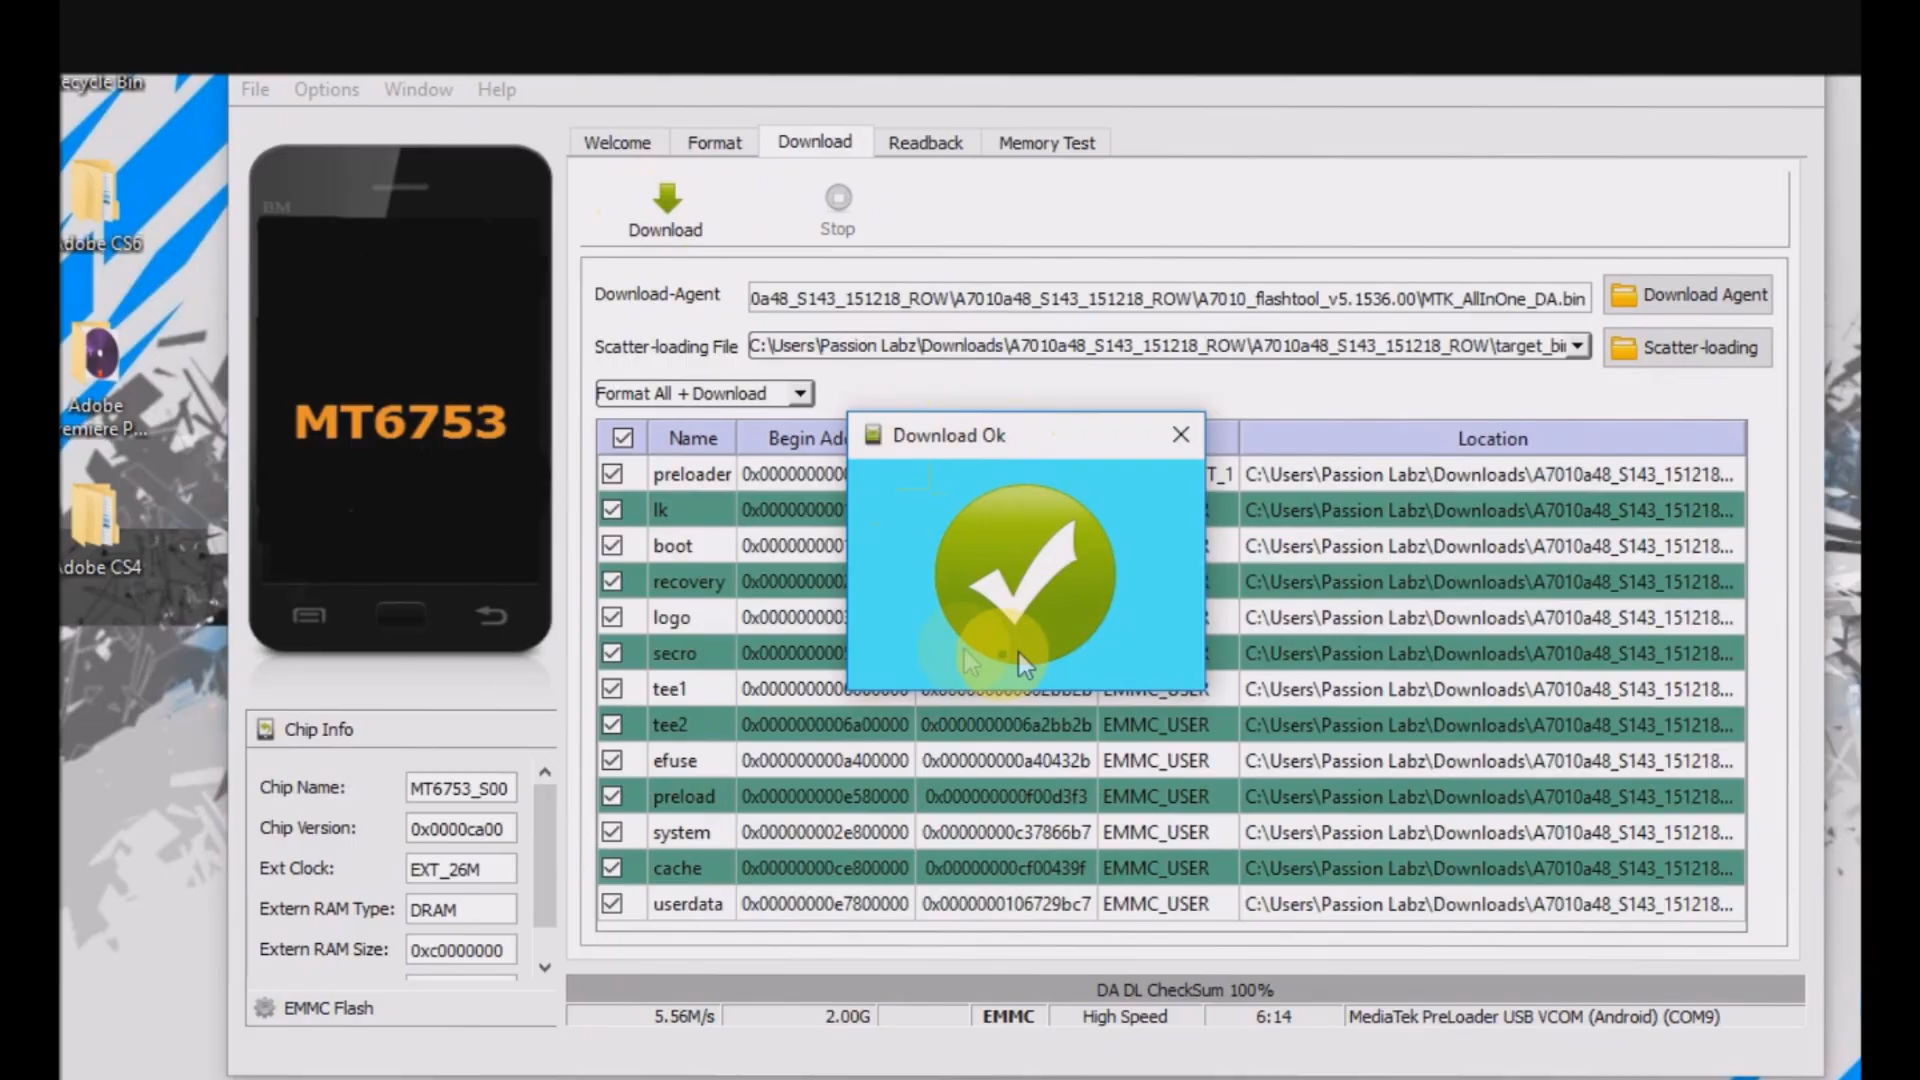 ecycle Bin
File Options Window Help
Welcome Format Download Readback Memory Test
BM
Download Stop
Adobe CS6
Download-Agent 0a48_S143_151218_ROW\A7010a48_S143_151218_ROW\A7010_flashtool_v5.1536.00\MTK_AllInOne_DA.bin Download Agent
Scatter-loading File C:\Users\Passion Labz\Downloads\A7010a48_S143_151218_ROW\A7010a48_S143_151218_ROW\target_bin Scatter-loading
Format All + Download
Adobe
remiere P...
MT6753
Download Ok
Name Begin Add Location
preloader 0x0000000000 T_1 C:\Users\Passion Labz\Downloads\A7010a48_S143_151218...
lk C:\Users\Passion Labz\Downloads\A7010a48_S143_151218...
boot C:\Users\Passion Labz\Downloads\A7010a48_S143_151218...
recovery C:\Users\Passion Labz\Downloads\A7010a48_S143_151218...
logo C:\Users\Passion Labz\Downloads\A7010a48_S143_151218...
secro C:\Users\Passion Labz\Downloads\A7010a48_S143_151218...
tee1 C:\Users\Passion Labz\Downloads\A7010a48_S143_151218...
tee2 0x0000000006a00000 0x0000000006a2bb2b EMMC_USER C:\Users\Passion Labz\Downloads\A7010a48_S143_151218...
efuse 0x000000000a400000 0x000000000a40432b EMMC_USER C:\Users\Passion Labz\Downloads\A7010a48_S143_151218...
preload 0x000000000e580000 0x000000000f00d3f3 EMMC_USER C:\Users\Passion Labz\Downloads\A7010a48_S143_151218...
system 0x000000002e800000 0x00000000c37866b7 EMMC_USER C:\Users\Passion Labz\Downloads\A7010a48_S143_151218...
cache 0x00000000ce800000 0x00000000cf00439f EMMC_USER C:\Users\Passion Labz\Downloads\A7010a48_S143_151218...
userdata 0x00000000e7800000 0x0000000106729bc7 EMMC_USER C:\Users\Passion Labz\Downloads\A7010a48_S143_151218...
Adobe CS4
Chip Info
Chip Name: MT6753_S00
Chip Version: 0x0000ca00
Ext Clock: EXT_26M
Extern RAM Type: DRAM
Extern RAM Size: 0xc0000000
EMMC Flash
DA DL CheckSum 100%
5.56M/s 2.00G EMMC High Speed 6:14 MediaTek PreLoader USB VCOM (Android) (COM9)